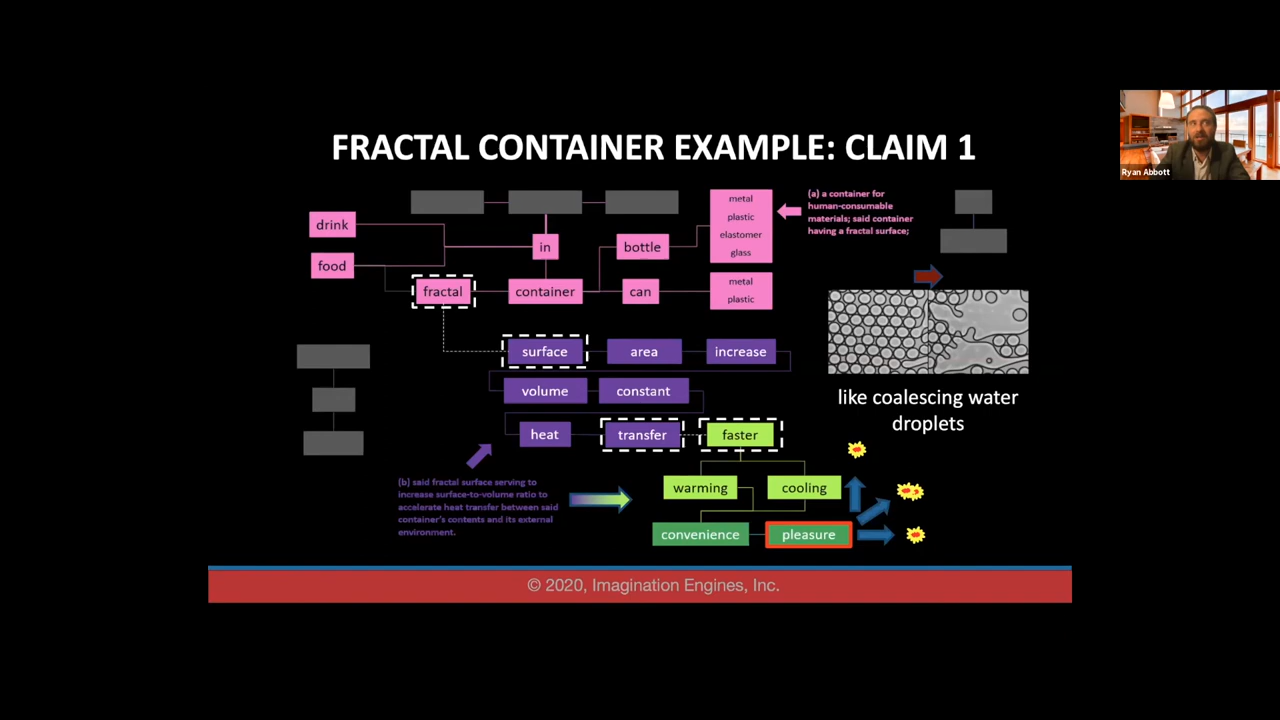 FRACTAL CONTAINER EXAMPLE: CLAIM 1
Ryan Abbott
drink
food
in
fractal
container
bottle
can
metal
plastic
elastomer
glass
metal
plastic
(a) a container for
human-consumable
materials; said container
having a fractal surface;
surface
area
increase
volume
constant
heat
transfer
faster
like coalescing water
droplets
warming
cooling
convenience
pleasure
(b) said fractal surface serving to
increase surface-to-volume ratio to
accelerate heat transfer between said
container's contents and its external
environment.
© 2020, Imagination Engines, Inc.